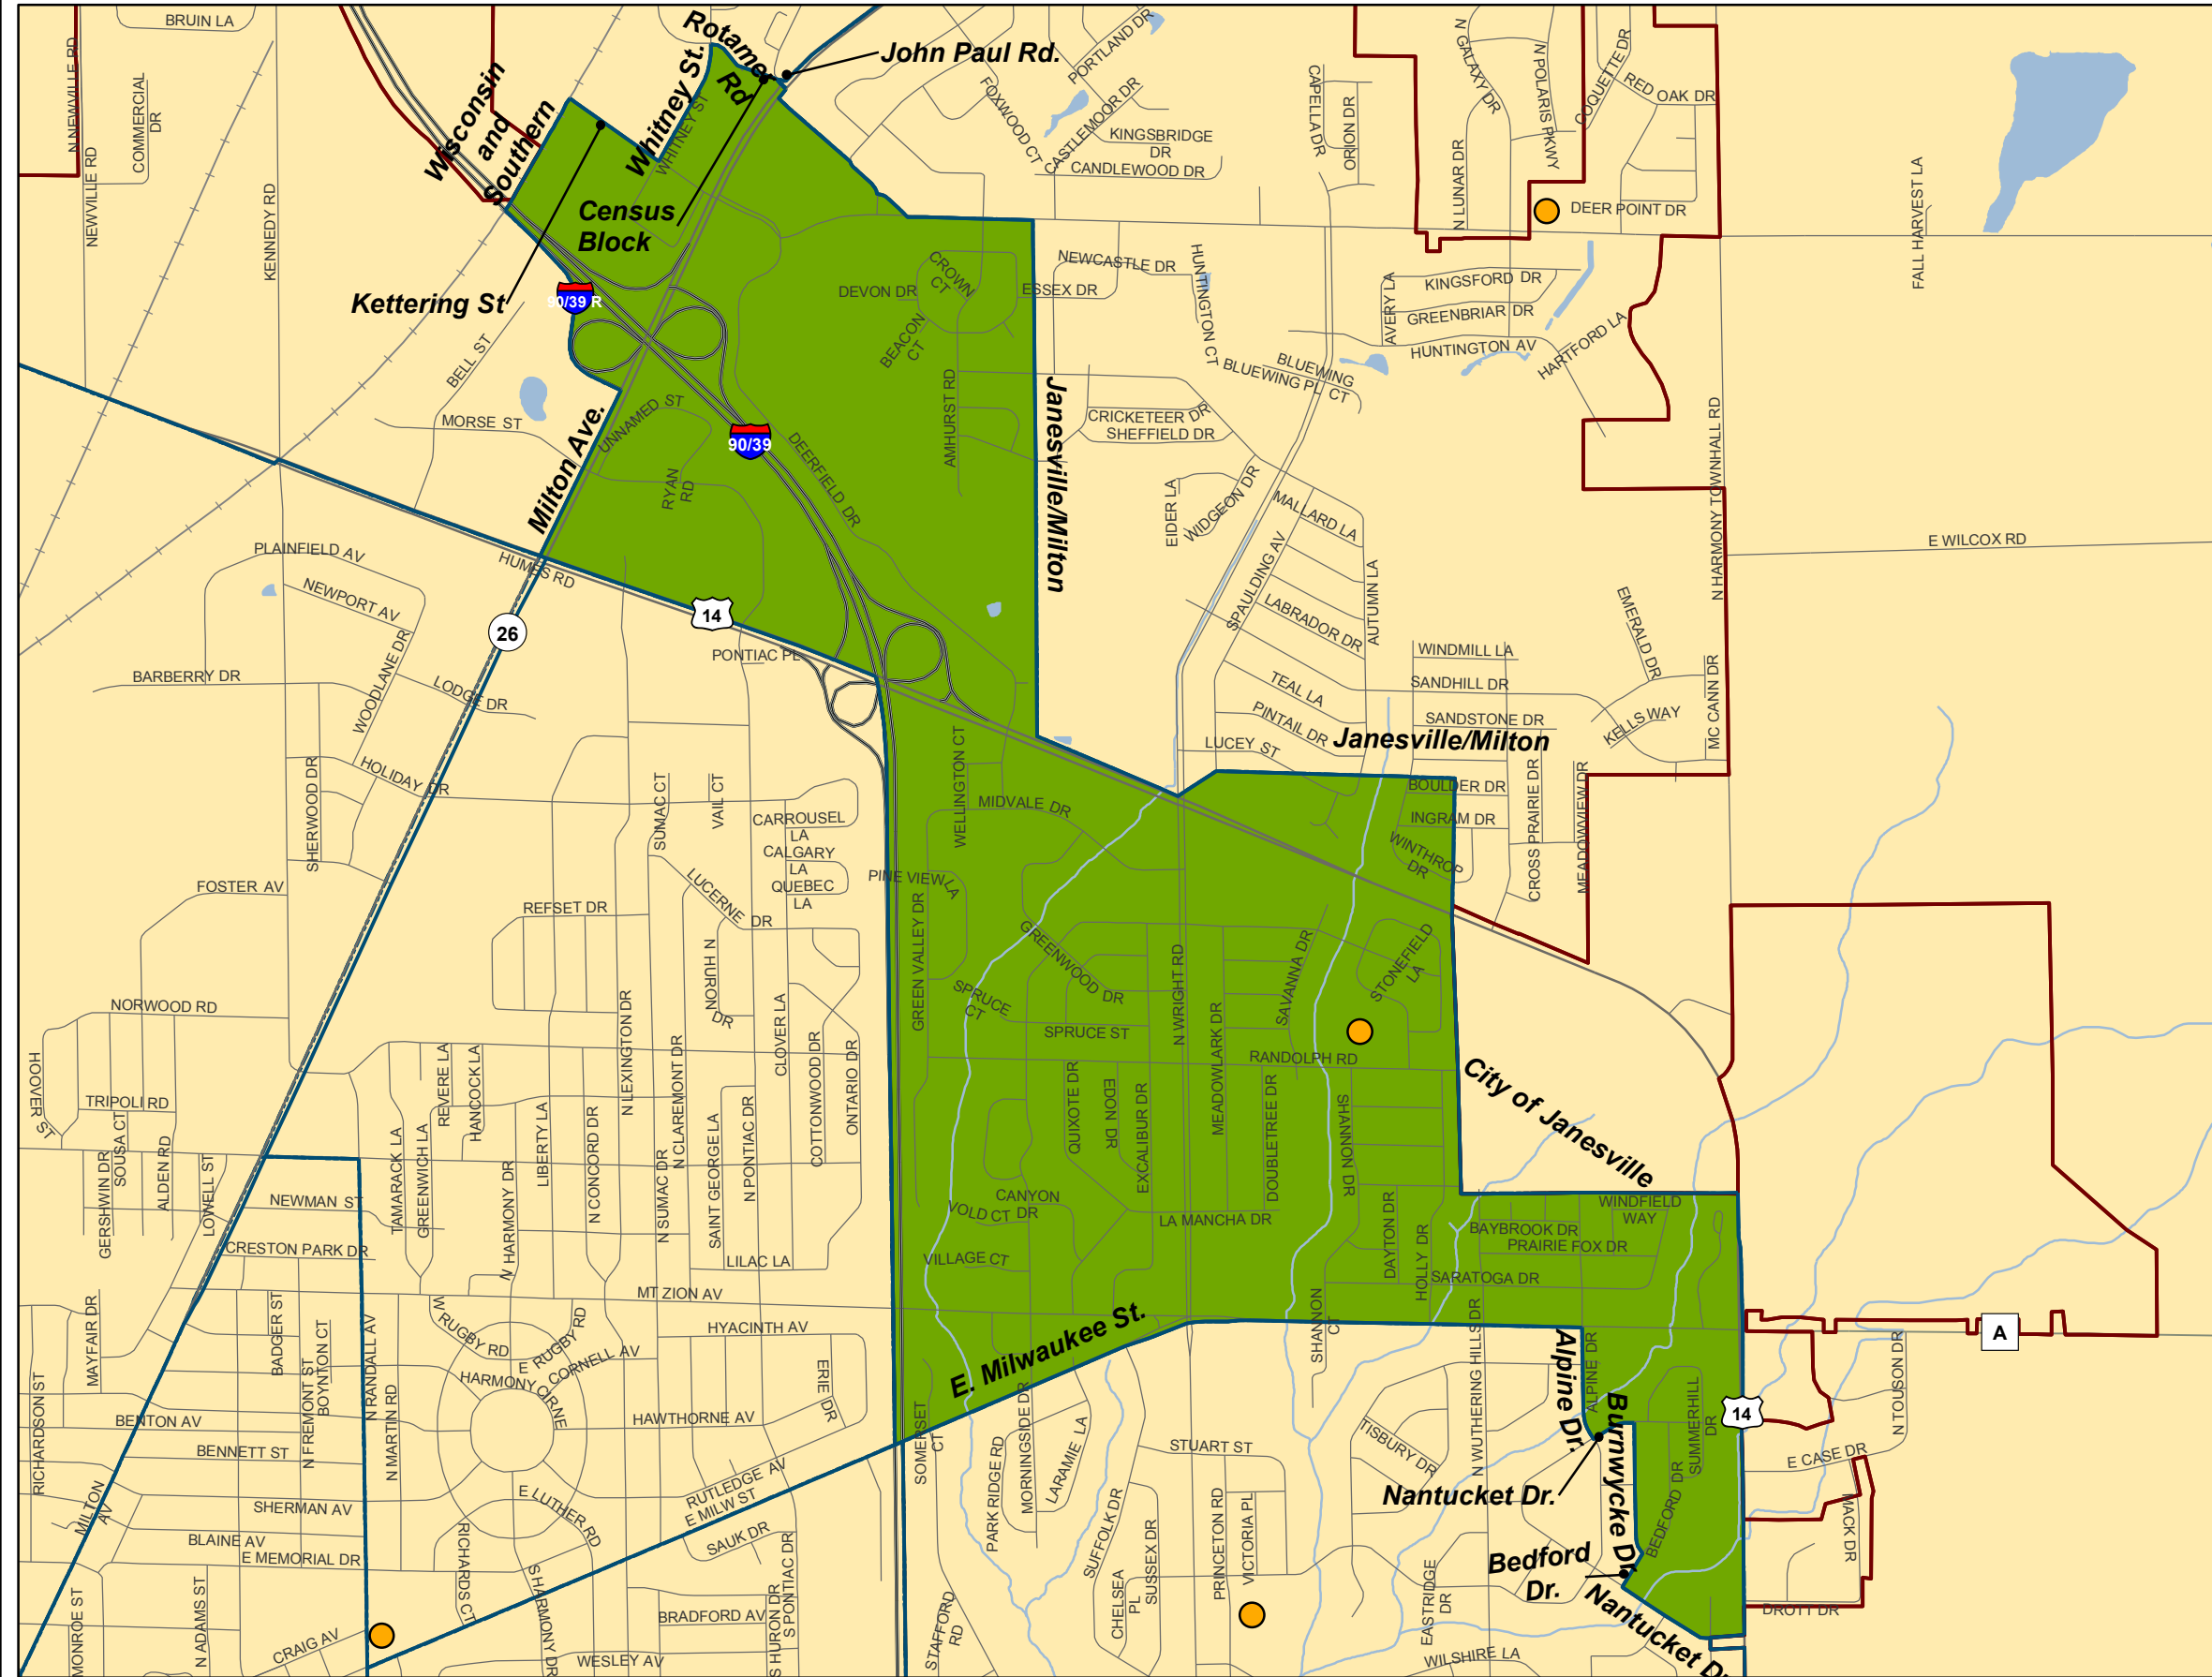 BRUIN LA
N NEWVILLE RD
NEWVILLE RD
COMMERCIAL
DR
KENNEDY RD
Wisconsin
and
Southern
Whitney St.
WHITNEY ST
Rotamer
Rd
John Paul Rd.
Census
Block
Kettering St
90/39 R
PORTLAND DR
FOXWOOD CT
CASTLEMOOR DR
KINGSBRIDGE
DR
CANDLEWOOD DR
CAPELLA DR
ORION DR
N GALAXY DR
N POLARIS PKWY
COQUETTE DR
RED OAK DR
N LUNAR DR
DEER POINT DR
FALL HARVEST LA
NEWCASTLE DR
HUNTINGTON CT
ESSEX DR
CROWN
CT
DEVON DR
BEACON
CT
AMHURST RD
Janesville/Milton
AVERY LA
KINGSFORD DR
GREENBRIAR DR
HUNTINGTON AV
HARTFORD LA
BLUEWING
CT
BLUEWING PL
CRICKETEER DR
SHEFFIELD DR
BELL ST
MORSE ST
Milton Ave.
UNNAMED ST
RYAN
RD
90/39
DEERFIELD DR
EIDER LA
WIDGEON DR
MALLARD LA
SPAULDING AV
LABRADOR DR
AUTUMN LA
N HARMONY TOWNHALL RD
E WILCOX RD
PLAINFIELD AV
NEWPORT AV
HUMES RD
26
14
PONTIAC PL
WOODLANE DR
BARBERRY DR
LODGE DR
WINDMILL LA
SANDHILL DR
EMERALD DR
MC CANN DR
TEAL LA
PINTAIL DR
SANDSTONE DR
KELLS WAY
LUCEY ST
Janesville/Milton
SHERWOOD DR
HOLIDAY DR
SUMAC CT
VAIL CT
CARROUSEL
LA
CALGARY
LA
QUEBEC
LA
WELLINGTON CT
MIDVALE DR
BOULDER DR
INGRAM DR
WINTHROP
DR
CROSS PRAIRIE DR
MEADOWVIEW DR
FOSTER AV
REFSET DR
LUCERNE DR
PINE VIEW LA
GREEN VALLEY DR
GREENWOOD DR
N WRIGHT RD
SAVANNA DR
STONEFIELD
LA
N HURON
DR
SPRUCE
CT
SPRUCE ST
MEADOWLARK DR
RANDOLPH RD
NORWOOD RD
HOOVER ST
TRIPOLI RD
SOUSA CT
GERSHWIN DR
ALDEN RD
LOWELL ST
REVERE LA
HANCOCK LA
TAMARACK LA
GREENWICH LA
LIBERTY LA
N CONCORD DR
N LEXINGTON DR
N CLAREMONT DR
N SUMAC DR
SAINT GEORGE LA
N PONTIAC DR
CLOVER LA
COTTONWOOD DR
ONTARIO DR
QUIXOTE DR
EDON DR
EXCALIBUR DR
DOUBLETREE DR
SHANNON DR
City of Janesville
NEWMAN ST
N HARMONY DR
CANYON
DR
VOLD CT
LA MANCHA DR
DAYTON DR
HOLLY DR
WINDFIELD
WAY
BAYBROOK DR
PRAIRIE FOX DR
SARATOGA DR
CRESTON PARK DR
LILAC LA
VILLAGE CT
MT ZION AV
MAYFAIR DR
BADGER ST
BOYNTON CT
N FREMONT ST
N RANDALL AV
N MARTIN RD
W RUGBY RD
E RUGBY RD
CORNELL AV
HARMONY CIR NE
HYACINTH AV
HAWTHORNE AV
ERIE DR
E. Milwaukee St.
SHANNON
CT
N WUTHERING HILLS DR
Alpine Dr.
ALPINE DR
Burnwycke Dr.
SUMMERHILL
DR
14
A
N TOUSON DR
RICHARDSON ST
BENTON AV
BENNETT ST
SHERMAN AV
BLAINE AV
E MEMORIAL DR
MILTON
AV
E LUTHER RD
RUTLEDGE AV
E MILW ST
SAUK DR
SOMERSET
CT
PARK RIDGE RD
MORNINGSIDE DR
LARAMIE LA
STUART ST
TISBURY DR
Nantucket Dr.
BEDFORD DR
E CASE DR
MACK DR
SUFFOLK DR
SUSSEX DR
CHELSEA
PL
PRINCETON RD
VICTORIA PL
Bedford
Dr.
EASTRIDGE
DR
Nantucket Dr.
DROTT DR
MONROE ST
N ADAMS ST
CRAIG AV
RICHARDS CT
S HARMONY DR
BRADFORD AV
WESLEY AV
S HURON DR
S PONTIAC DR
STAFFORD
RD
WILSHIRE LA